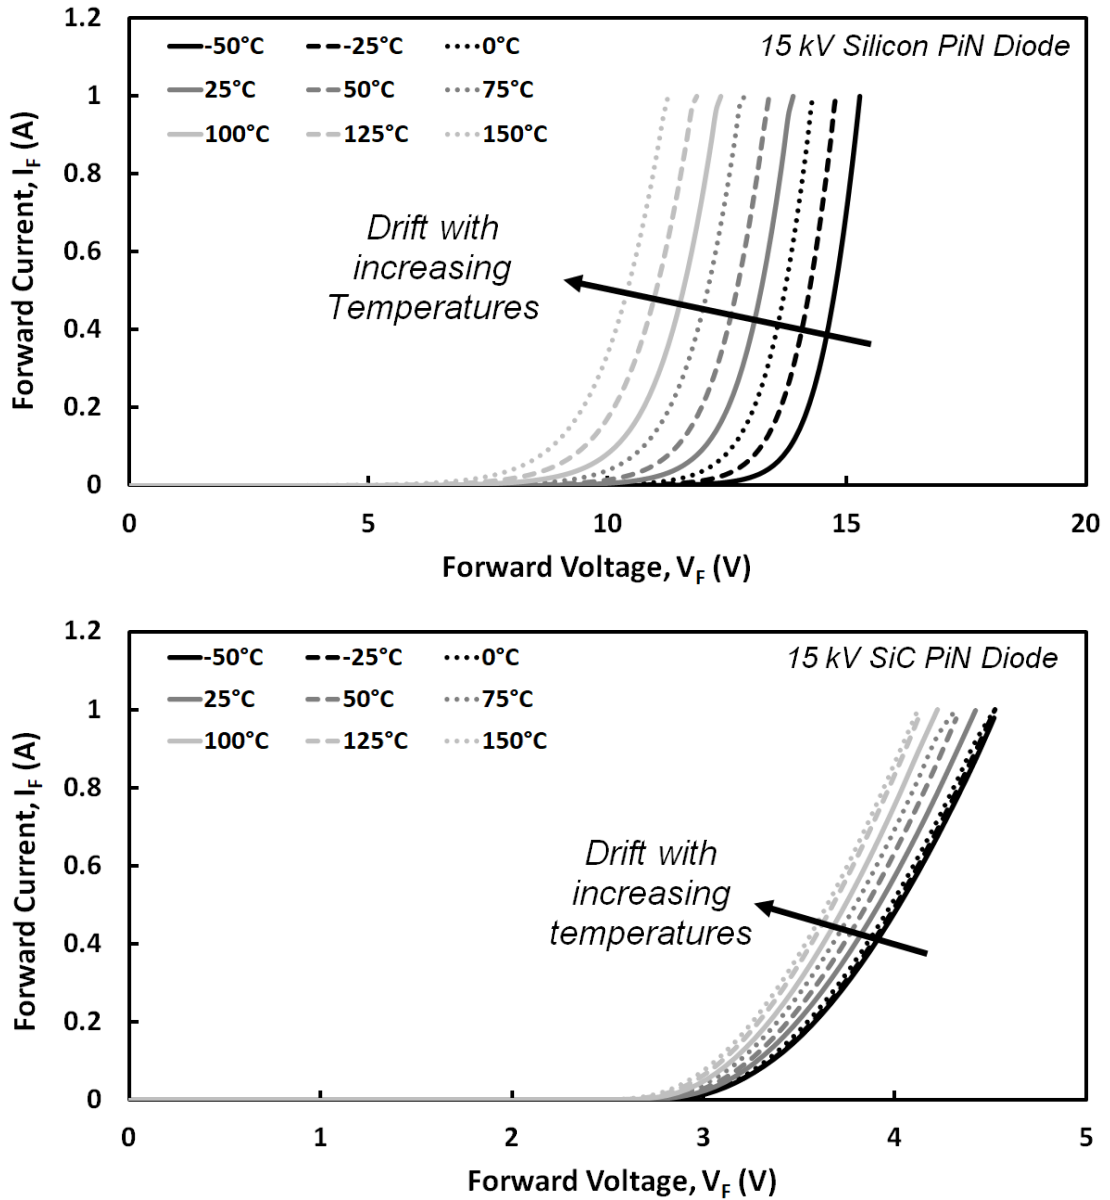 1.2
-50°C -25°C 0°C 15 kV Silicon PiN Diode
25°C 50°C 75°C
1
100°C 125°C 150°C
0.8
Drift with
increasing
Temperatures
0.6
0.4
0.2
0
Forward Current, I_F (A)
0 5 10 15 20
Forward Voltage, V_F (V)
1.2
-50°C -25°C 0°C 15 kV SiC PiN Diode
25°C 50°C 75°C
1
100°C 125°C 150°C
0.8
0.6
Drift with
increasing
temperatures
0.4
0.2
0
Forward Current, I_F (A)
0 1 2 3 4 5
Forward Voltage, V_F (V)